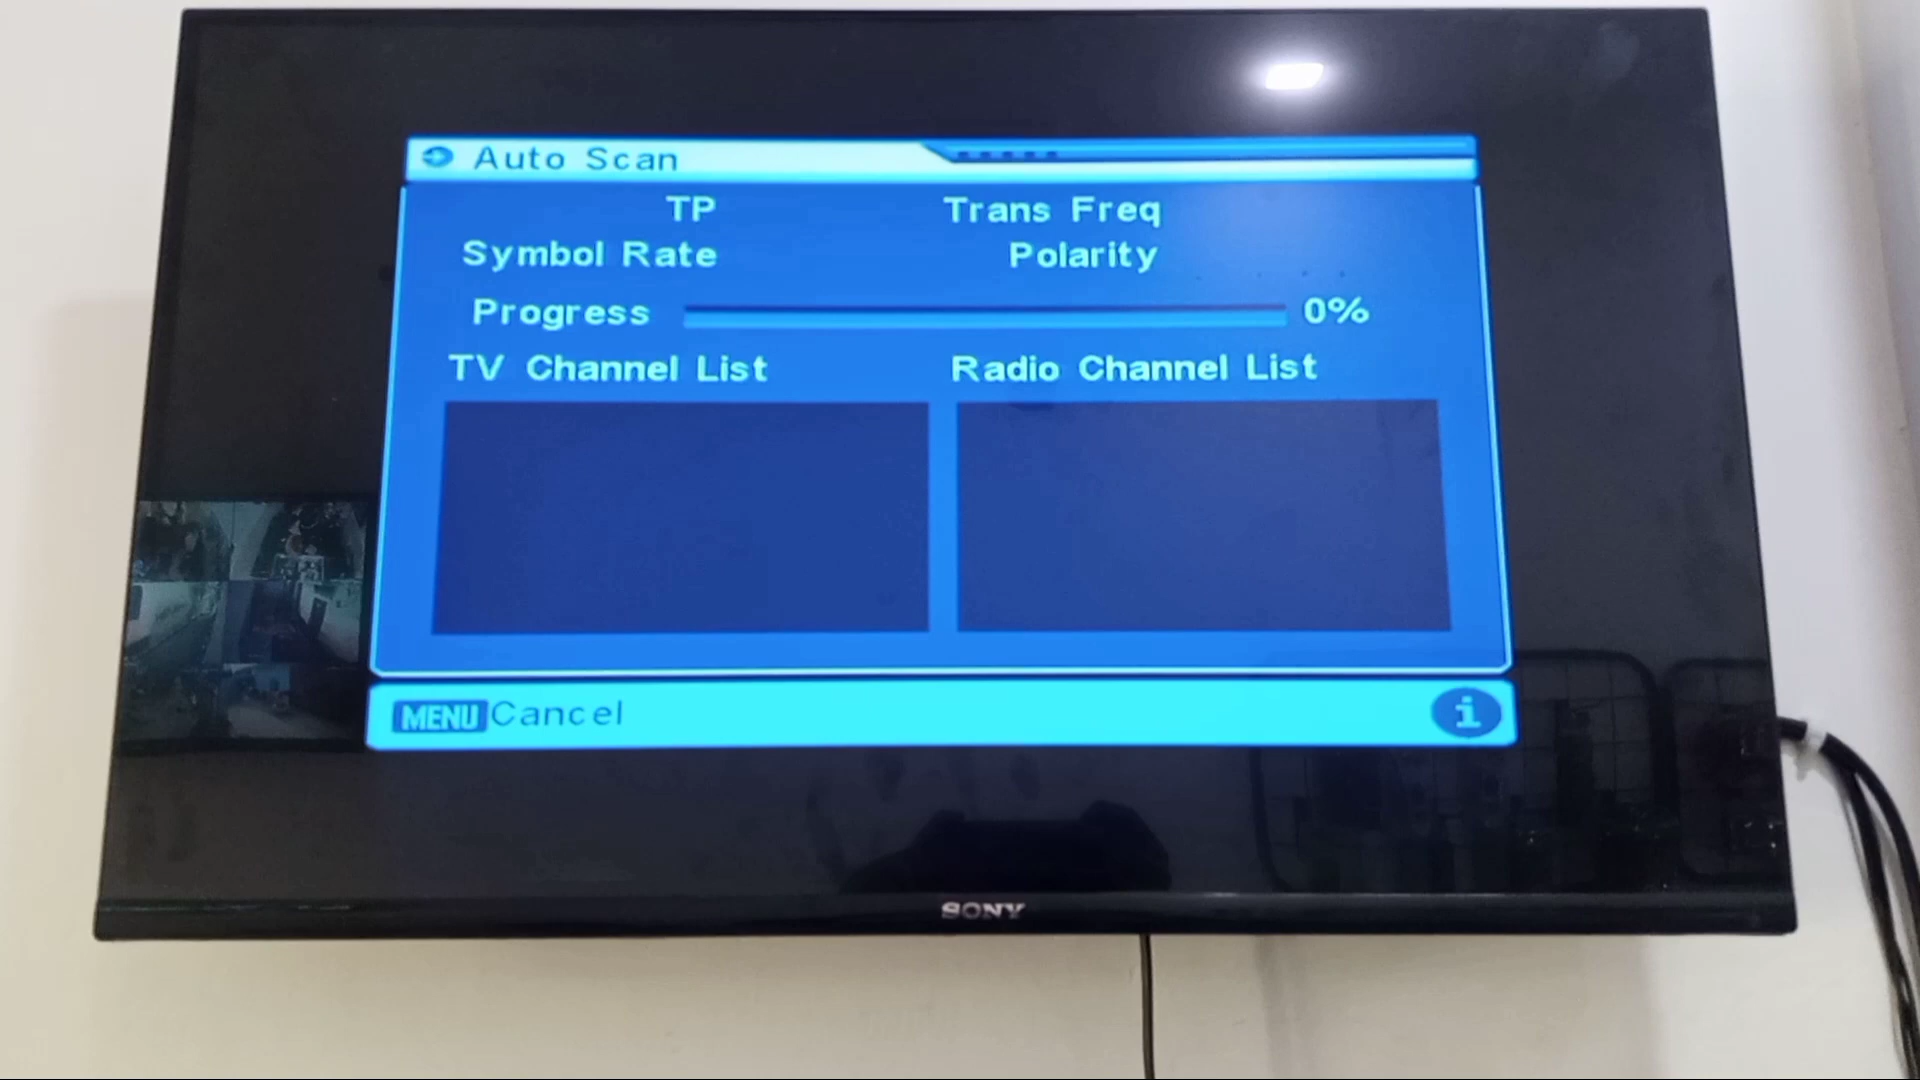 Auto Scan
TP Trans Freq
Symbol Rate Polarity
Progress 0%
TV Channel List Radio Channel List
MENU Cancel i
SONY